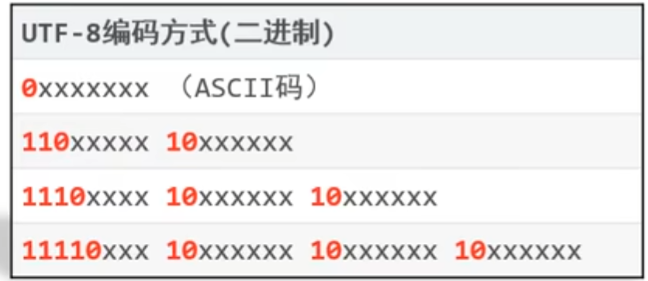 UTF-8编码方式(二进制)
0xxxxxxx （ASCII码）
110xxxxx 10xxxxxx
1110xxxx 10xxxxxx 10xxxxxx
11110xxx 10xxxxxx 10xxxxxx 10xxxxxx